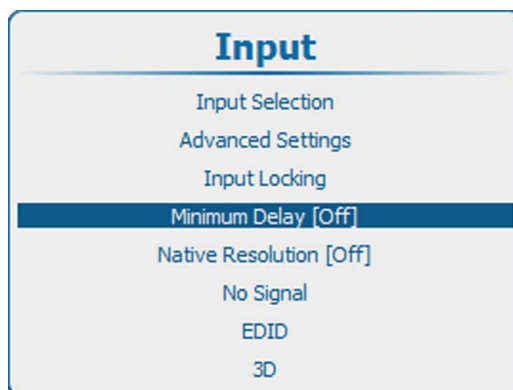 Input
Input Selection
Advanced Settings
Input Locking
Minimum Delay [Off]
Native Resolution [Off]
No Signal
EDID
3D